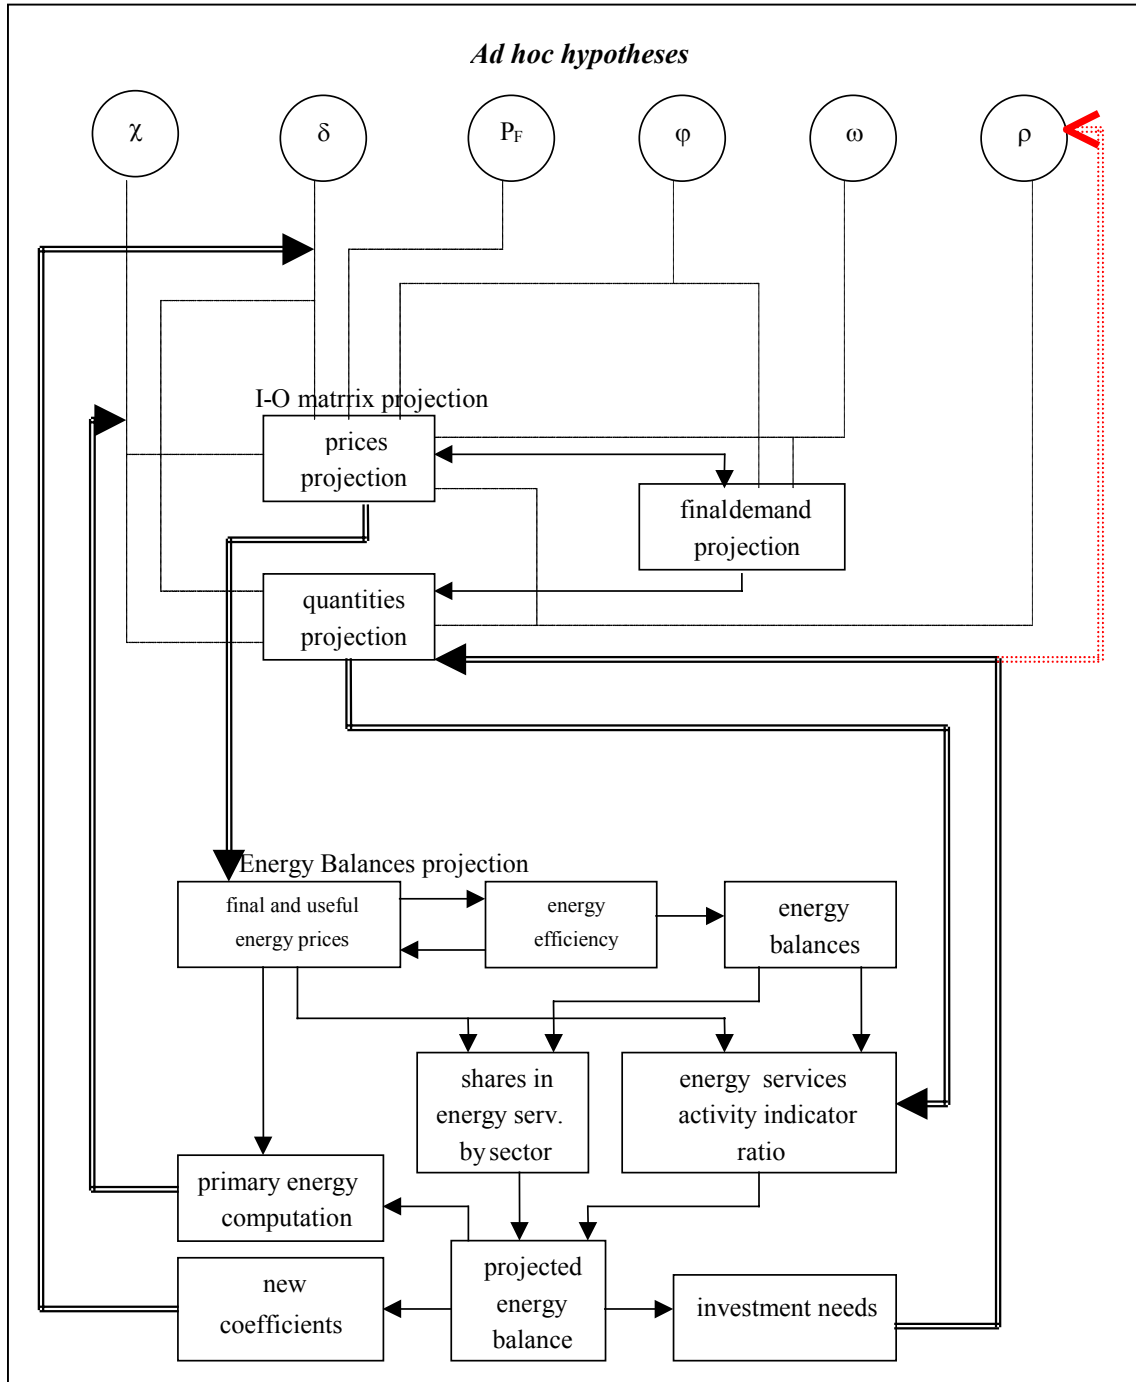 Ad hoc hypotheses
χ
δ
PF
φ
ω
ρ
I-O matrrix projection
prices
projection
finaldemand
projection
quantities
projection
Energy Balances projection
final and useful
energy prices
energy
efficiency
energy
balances
shares in
energy serv.
by sector
energy services
activity indicator
ratio
primary energy
computation
projected
energy
balance
new
coefficients
investment needs